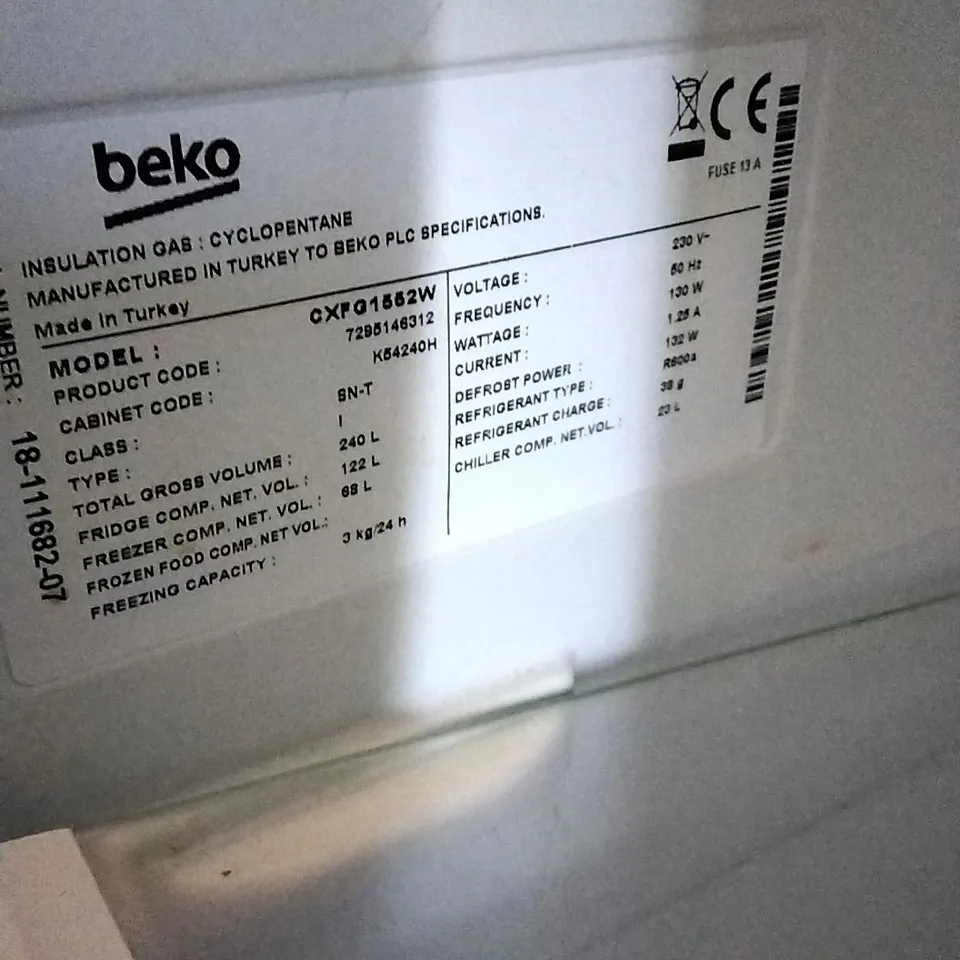 beko
CE
FUSE 13 A
INSULATION GAS : CYCLOPENTANE
MANUFACTURED IN TURKEY TO BEKO PLC SPECIFICATIONS.
Made in Turkey
MODEL : CXFG1552W
PRODUCT CODE : 7295146312
CABINET CODE : K54240H
CLASS : SN-T
TYPE : I
TOTAL GROSS VOLUME : 240 L
FRIDGE COMP. NET. VOL. : 122 L
FREEZER COMP. NET. VOL. : 68 L
FROZEN FOOD COMP. NET VOL.:
FREEZING CAPACITY : 3 kg/24 h
VOLTAGE : 230 V~
FREQUENCY : 50 Hz
WATTAGE : 130 W
CURRENT : 1.25 A
DEFROST POWER : 132 W
REFRIGERANT TYPE : R600a
REFRIGERANT CHARGE : 38 g
CHILLER COMP. NET.VOL. : 23 L
NUMBER : 18-111682-07